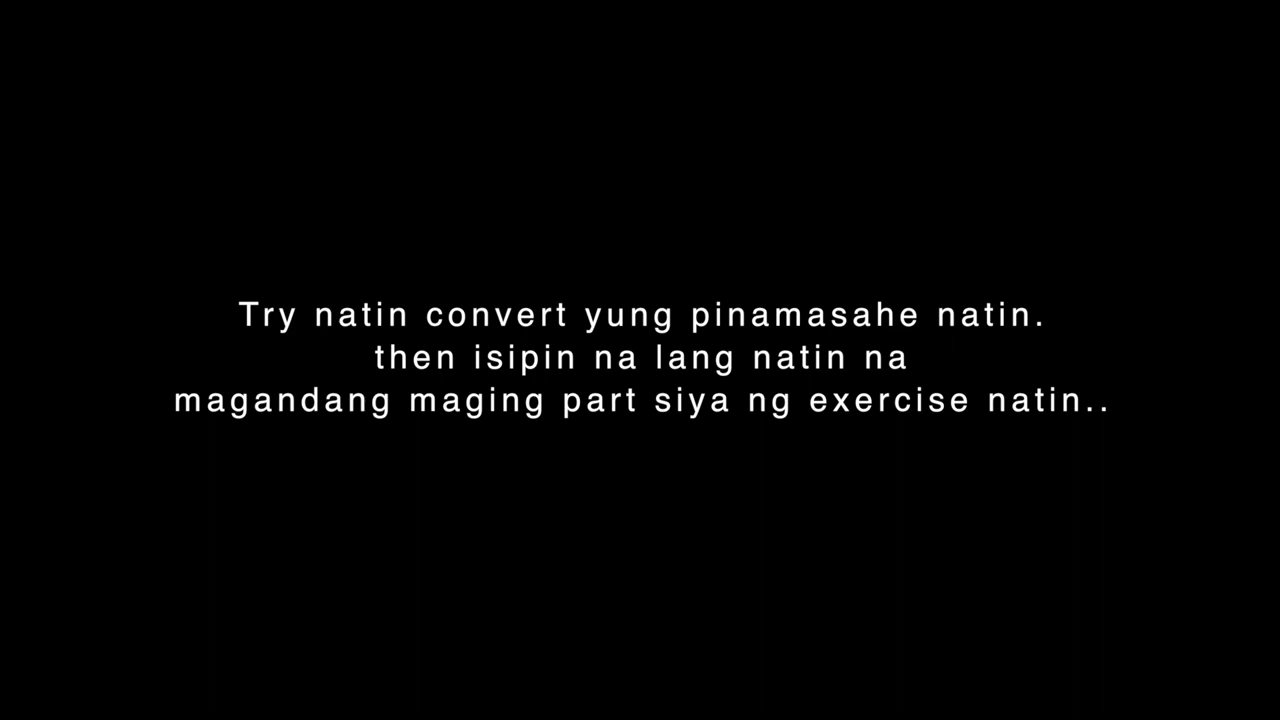 Try natin convert yung pinamasahe natin.
then isipin na lang natin na
magandang maging part siya ng exercise natin..